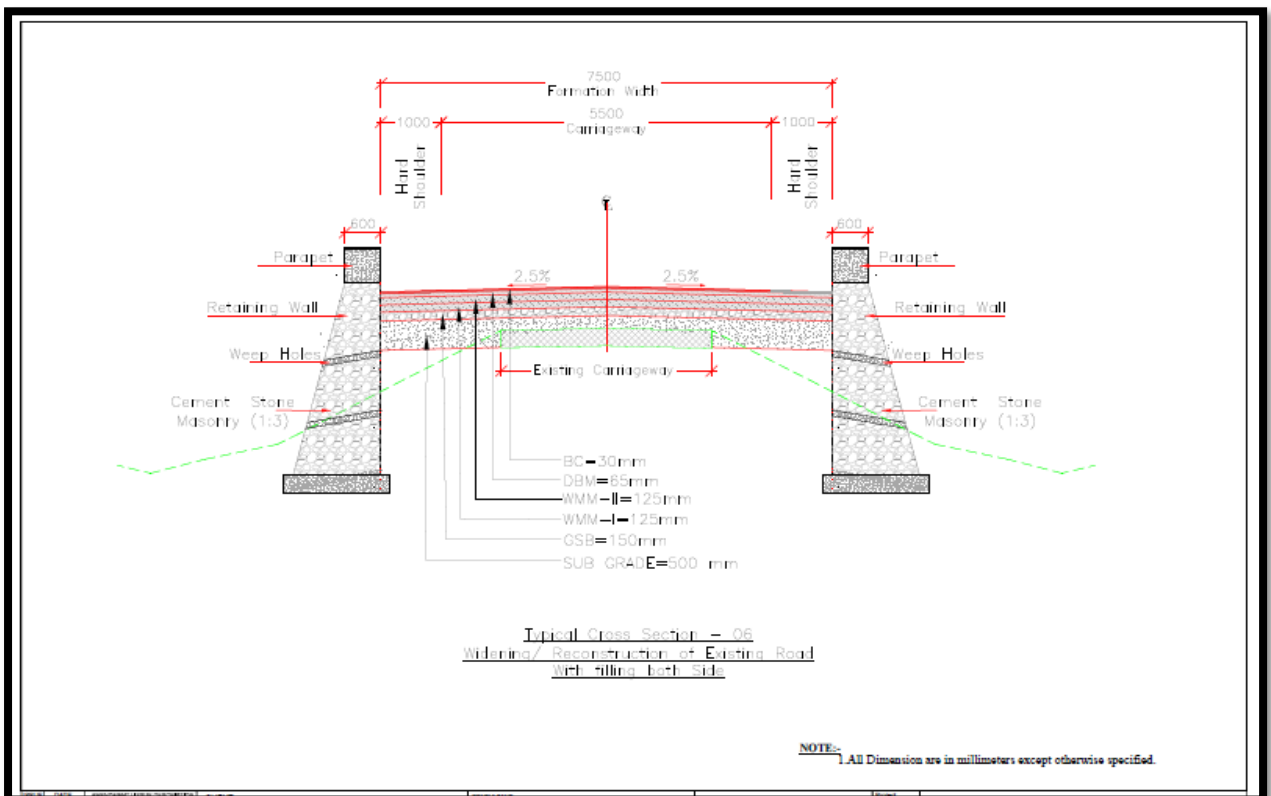 7500
Formation Width
1000
5500
Carriageway
1000
Hard
Shoulder
Hard
Shoulder
600
600
Parapet
Parapet
2.5%
2.5%
Retaining Wall
Retaining Wall
Weep Holes
Weep Holes
Existing Carriageway
Cement Stone
Masonry (1:3)
Cement Stone
Masonry (1:3)
BC-30mm
DBM=65mm
WMM-II=125mm
WMM-I-125mm
GSB=150mm
SUB GRADE=500 mm
Typical Cross Section - 06
Widening/ Reconstruction of Existing Road
With filling both Side
NOTE:-
1.All Dimension are in millimeters except otherwise specified.